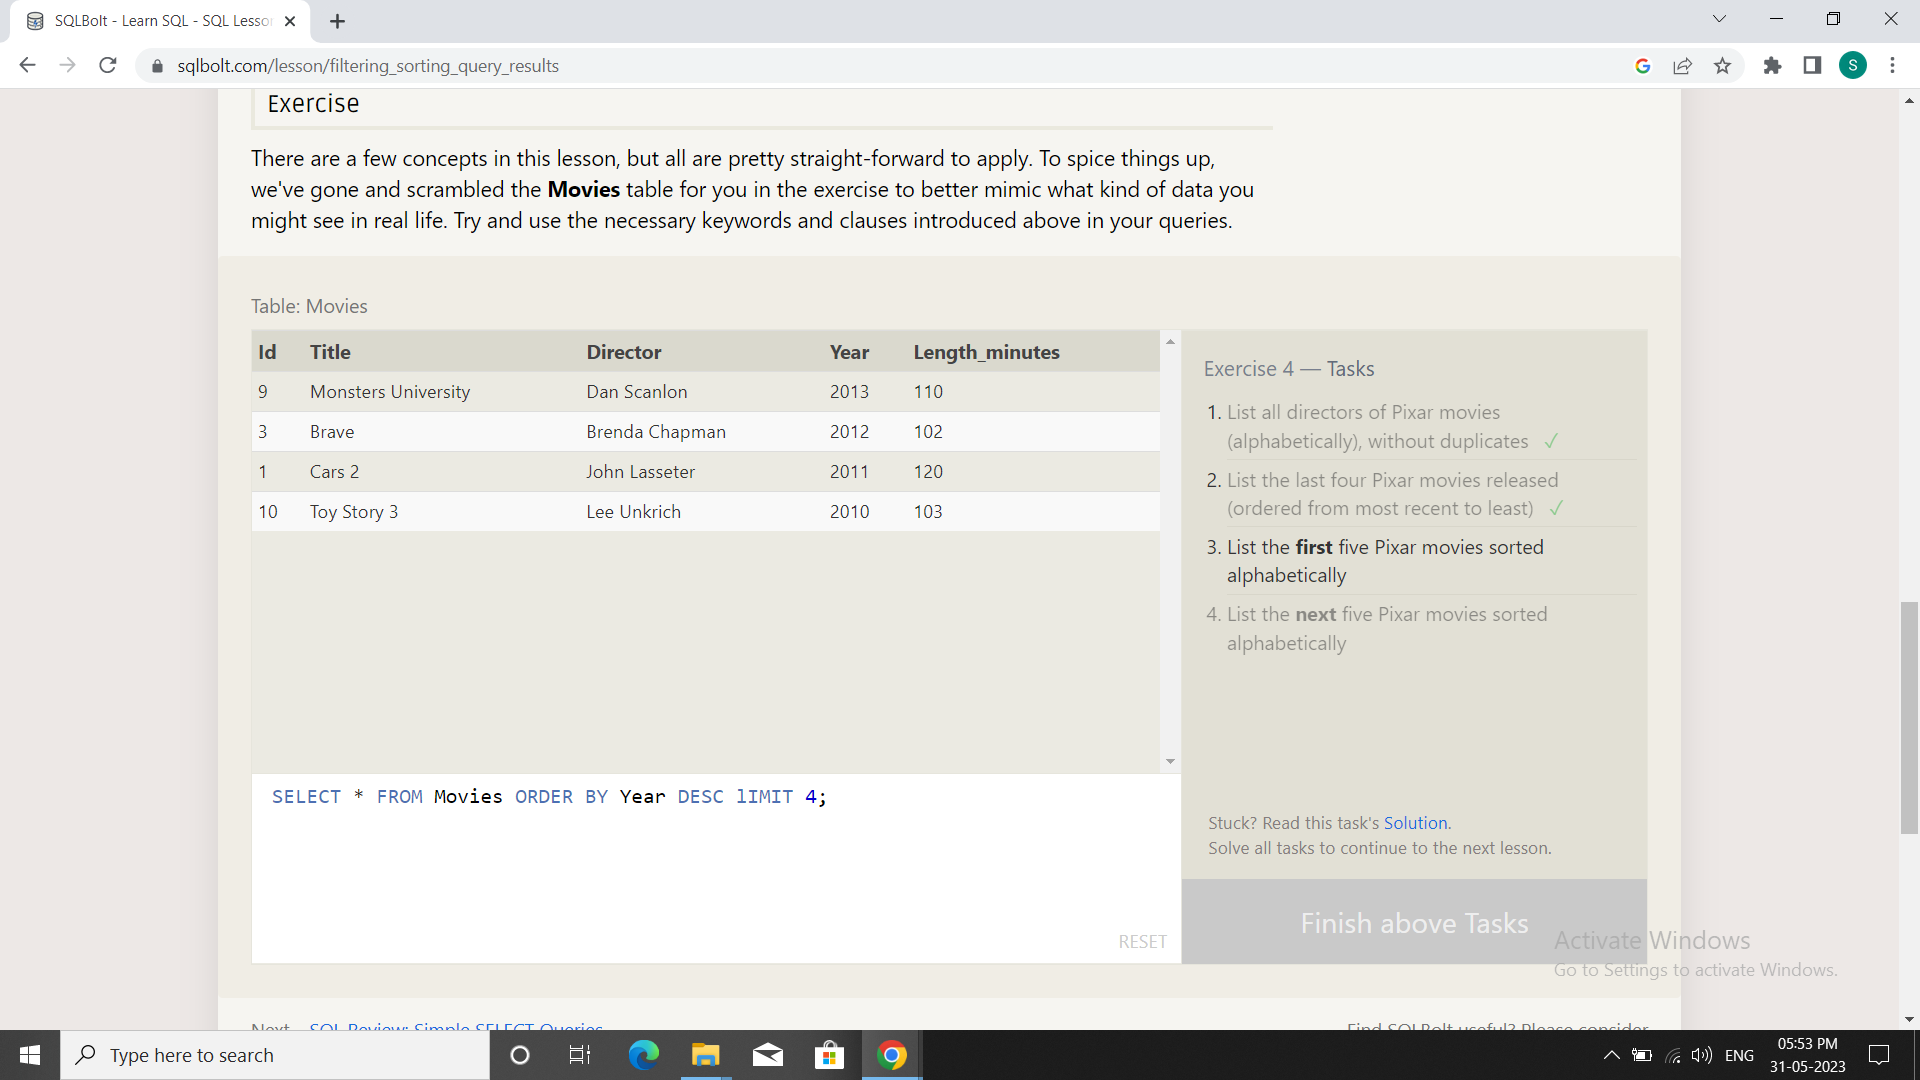 SQLBolt - Learn SQL - SQL Lesso
sqlbolt.com/lesson/filtering_sorting_query_results
S
Exercise
There are a few concepts in this lesson, but all are pretty straight-forward to apply. To spice things up,
we've gone and scrambled the Movies table for you in the exercise to better mimic what kind of data you
might see in real life. Try and use the necessary keywords and clauses introduced above in your queries.
Table: Movies
Id Title Director Year Length_minutes
9 Monsters University Dan Scanlon 2013 110
3 Brave Brenda Chapman 2012 102
1 Cars 2 John Lasseter 2011 120
10 Toy Story 3 Lee Unkrich 2010 103
SELECT * FROM Movies ORDER BY Year DESC lIMIT 4;
RESET
Exercise 4 — Tasks
1. List all directors of Pixar movies
(alphabetically), without duplicates ✓
2. List the last four Pixar movies released
(ordered from most recent to least) ✓
3. List the first five Pixar movies sorted
alphabetically
4. List the next five Pixar movies sorted
alphabetically
Stuck? Read this task's Solution.
Solve all tasks to continue to the next lesson.
Finish above Tasks
Activate Windows
Go to Settings to activate Windows.
Next – SQL Review: Simple SELECT Queries
Find SQLBolt useful? Please consider
Type here to search
ENG
05:53 PM
31-05-2023